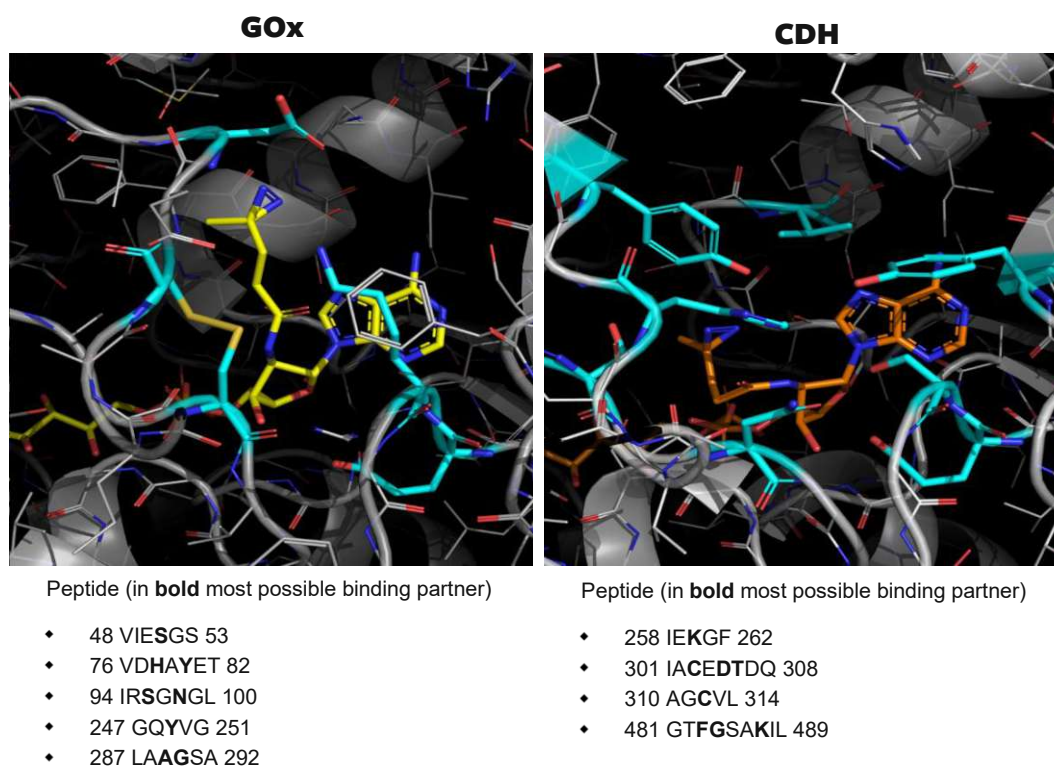 GOx
CDH
Peptide (in bold most possible binding partner)
◆ 48 VIESGS 53
◆ 76 VDHAYET 82
◆ 94 IRSGNGL 100
◆ 247 GQYVG 251
◆ 287 LAAGSA 292
Peptide (in bold most possible binding partner)
◆ 258 IEKGF 262
◆ 301 IACEDTDQ 308
◆ 310 AGCVL 314
◆ 481 GTFGSAKIL 489